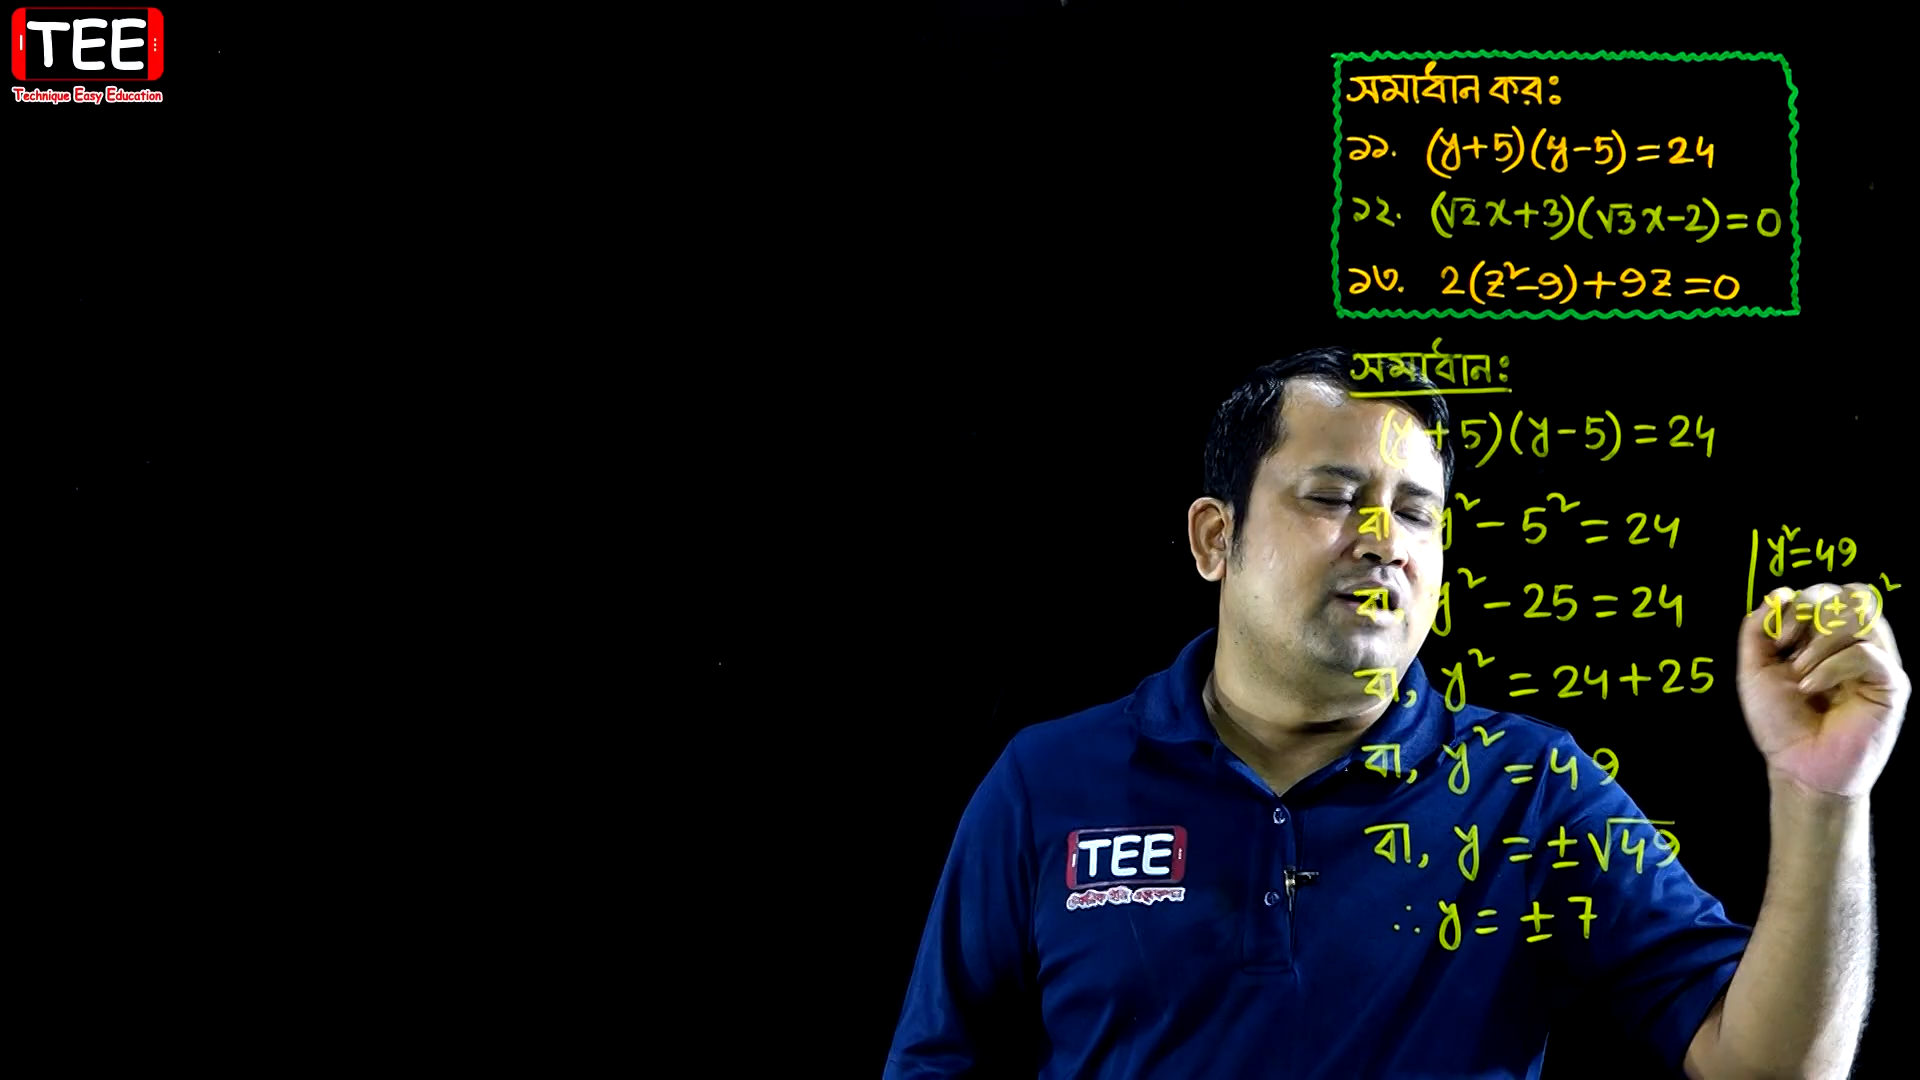 TEE
Technique Easy Education
সমাধান কর:
১১. (y+5)(y-5)=24
১২. (√2x+3)(√3x-2)=0
১৩. 2(z²-9)+9z=0
সমাধান:
(y+5)(y-5)=24
বা y²-5²=24
বা, y²-25=24
বা, y²=24+25
বা, y²=49
বা, y=±√49
∴ y=±7
y²=49
y²=(±7)²
TEE